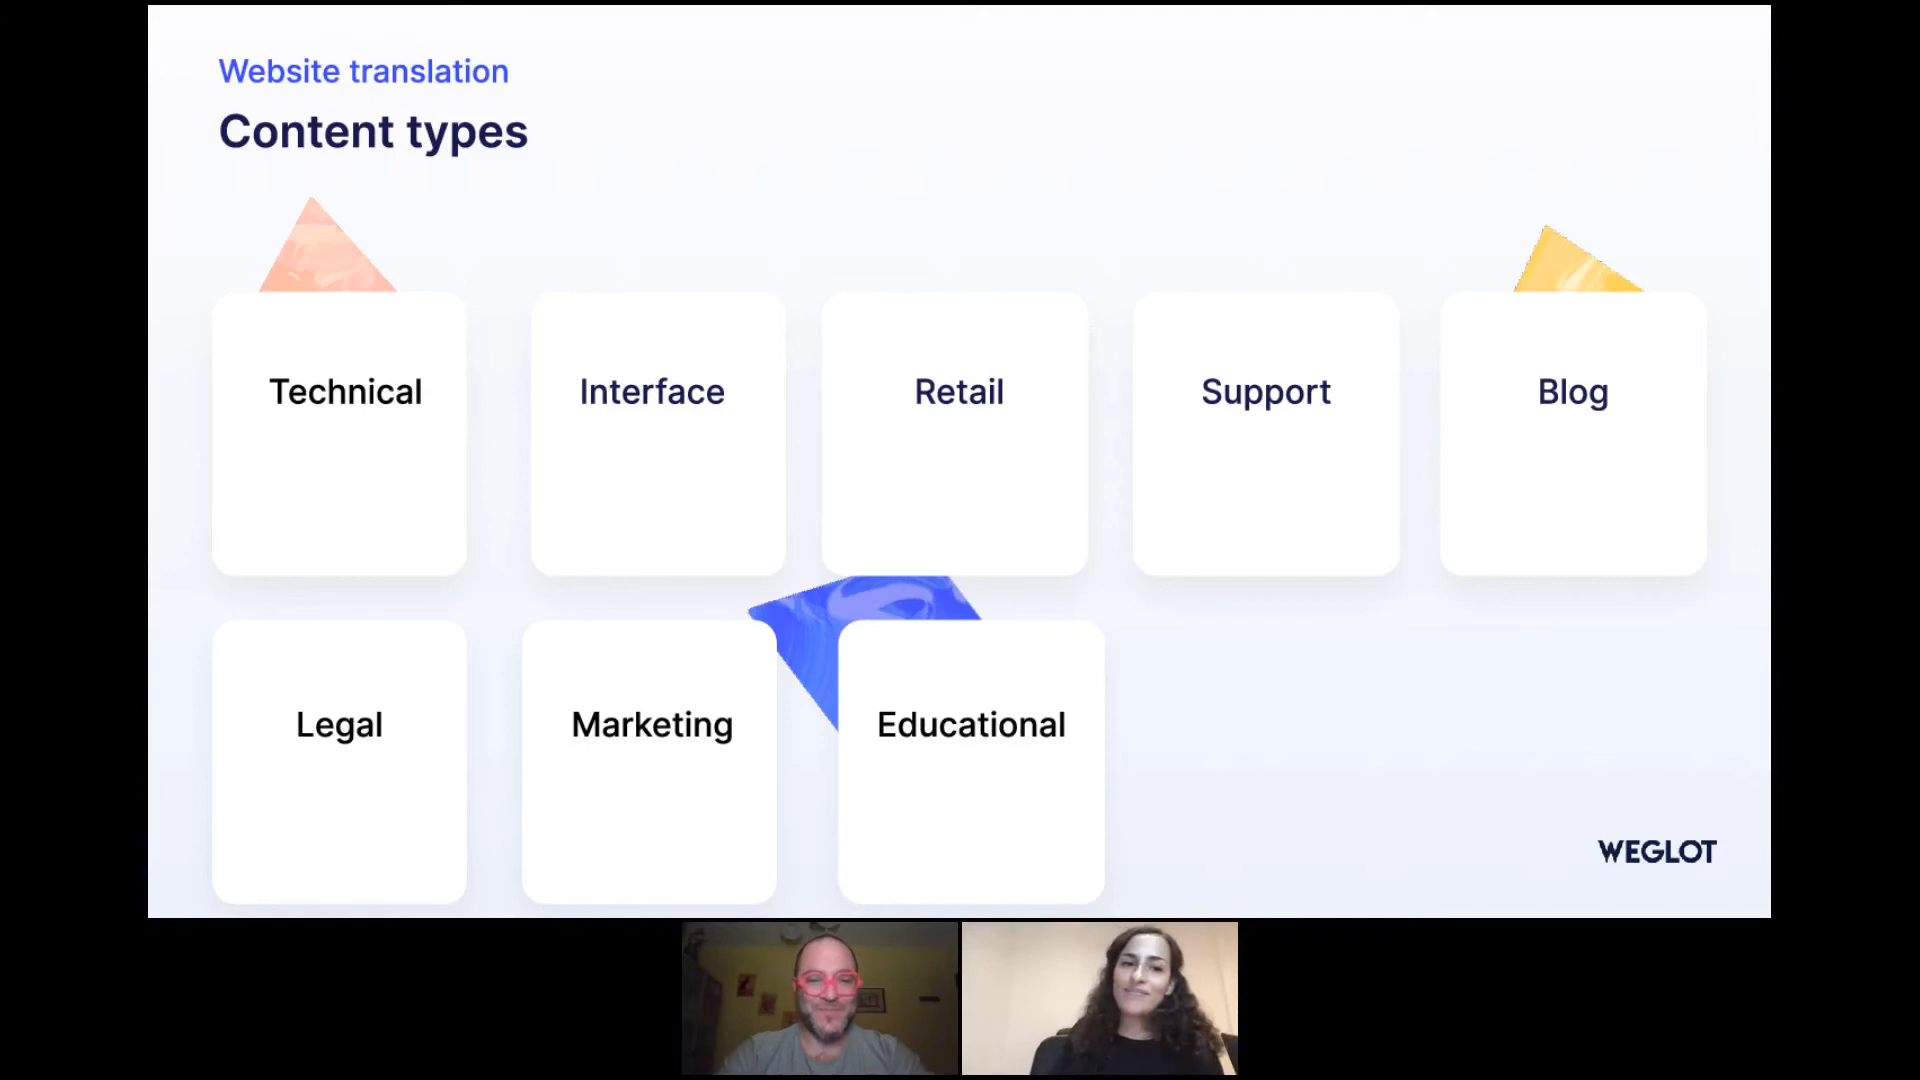 Website translation
Content types
Technical
Interface
Retail
Support
Blog
Legal
Marketing
Educational
WEGLOT